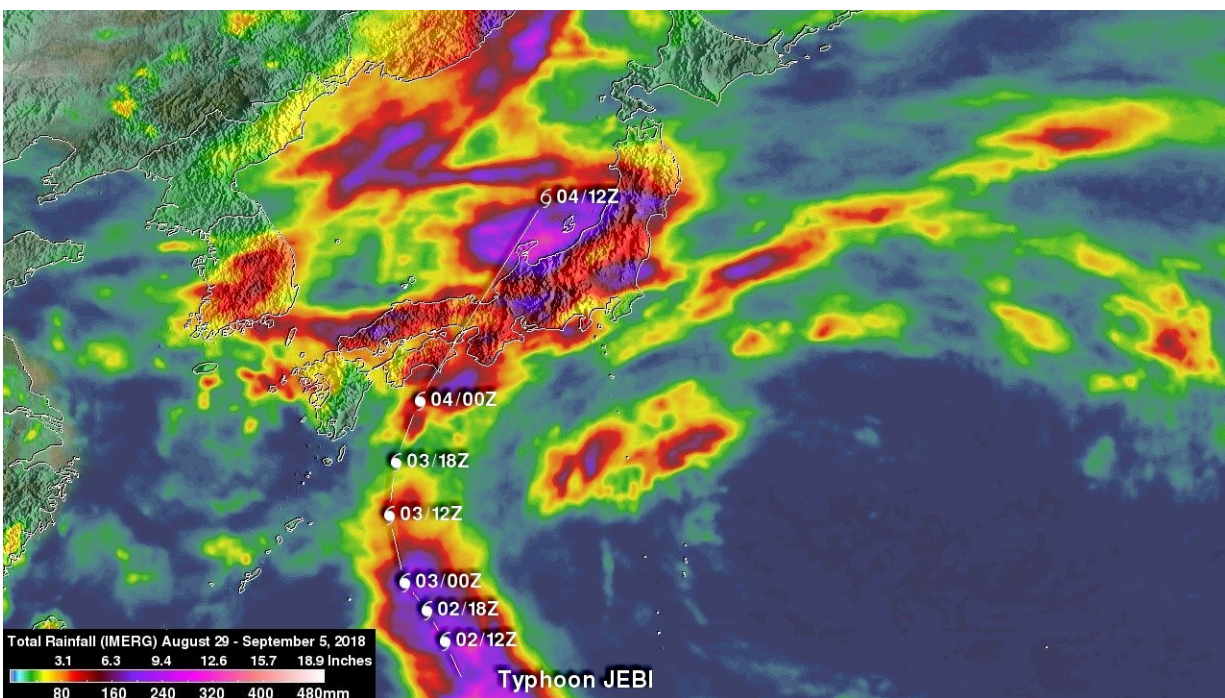 04/12Z
04/00Z
03/18Z
03/12Z
03/00Z
02/18Z
02/12Z
Typhoon JEBI
Total Rainfall (IMERG) August 29 - September 5, 2018
3.1 6.3 9.4 12.6 15.7 18.9 Inches
80 160 240 320 400 480mm